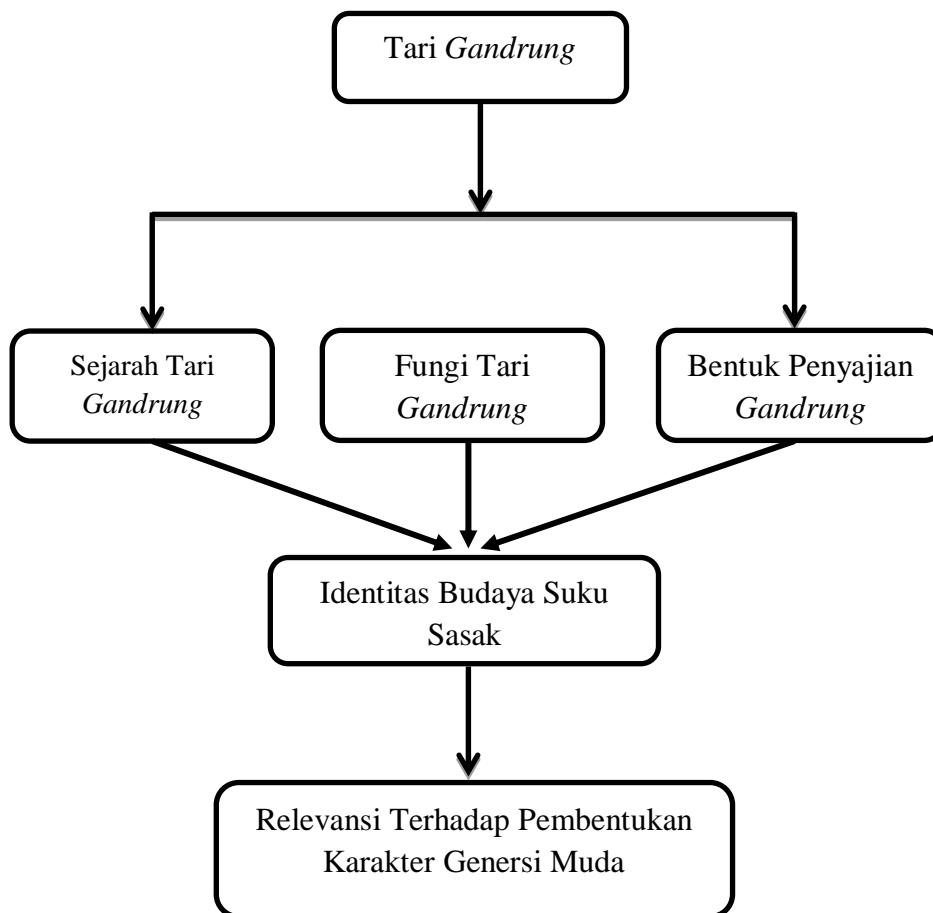 Tari Gandrung
Sejarah Tari
Gandrung
Fungi Tari
Gandrung
Bentuk Penyajian
Gandrung
Identitas Budaya Suku
Sasak
Relevansi Terhadap Pembentukan
Karakter Genersi Muda